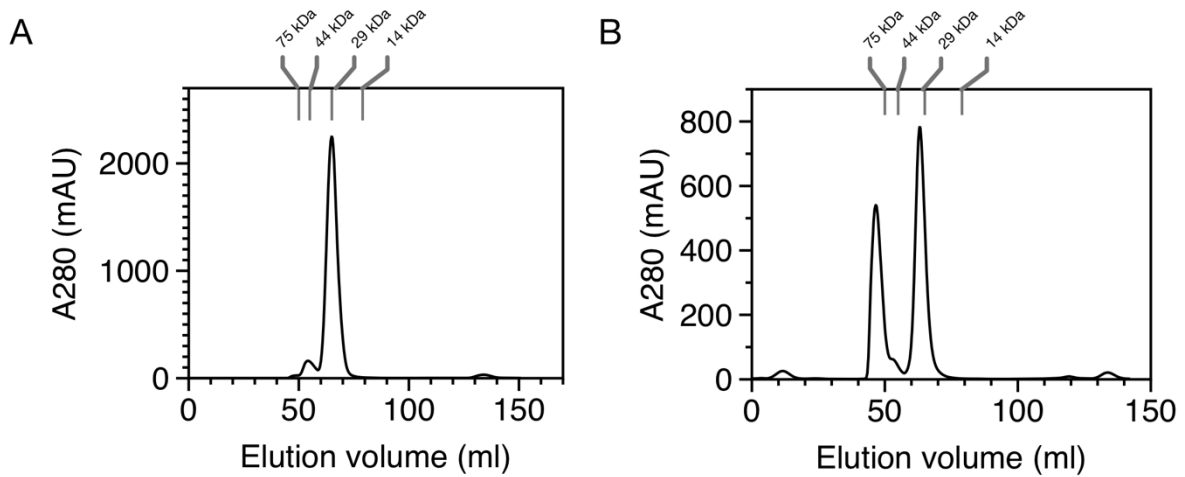 A
75 kDa
44 kDa
29 kDa
14 kDa
A280 (mAU)
2000
1000
0
0
50
100
150
Elution volume (ml)
B
75 kDa
44 kDa
29 kDa
14 kDa
A280 (mAU)
800
600
400
200
0
0
50
100
150
Elution volume (ml)